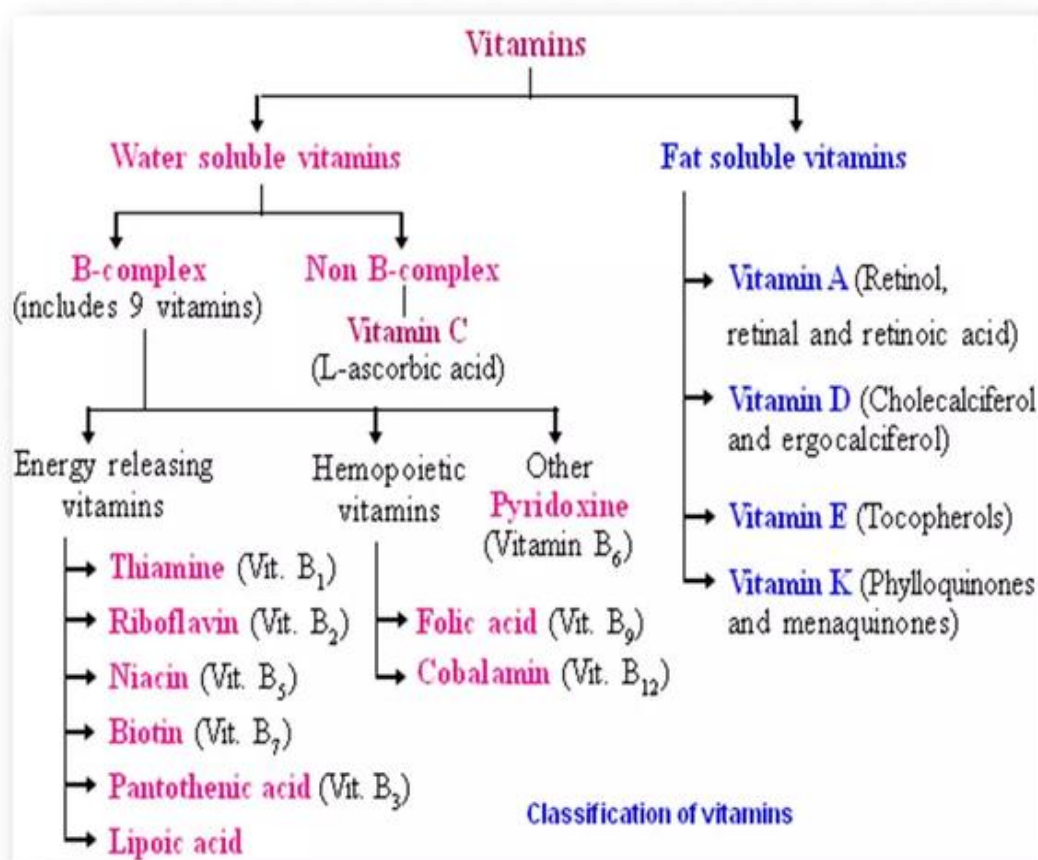 Vitamins
Water soluble vitamins
Fat soluble vitamins
B-complex
(includes 9 vitamins)
Non B-complex
Vitamin C
(L-ascorbic acid)
Energy releasing
vitamins
Thiamine (Vit. B₁)
Riboflavin (Vit. B₂)
Niacin (Vit. B₅)
Biotin (Vit. B₇)
Pantothenic acid (Vit. B₃)
Lipoic acid
Hemopoietic
vitamins
Folic acid (Vit. B₉)
Cobalamin (Vit. B₁₂)
Other
Pyridoxine
(Vitamin B₆)
Vitamin A (Retinol,
retinal and retinoic acid)
Vitamin D (Cholecalciferol
and ergocalciferol)
Vitamin E (Tocopherols)
Vitamin K (Phylloquinones
and menaquinones)
Classification of vitamins